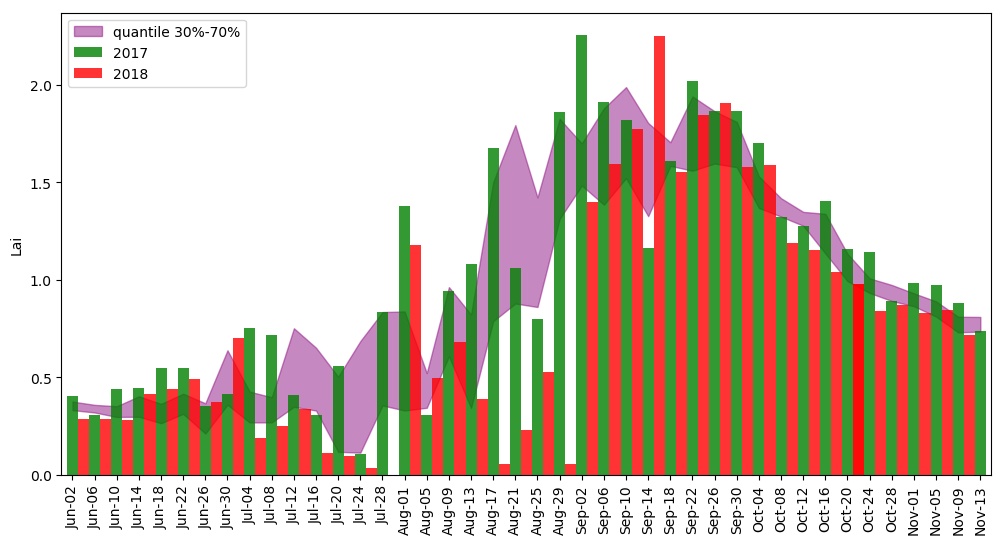 quantile 30%-70%
2017
2018
Lai
2.0
1.5
1.0
0.5
0.0
Jun-02
Jun-06
Jun-10
Jun-14
Jun-18
Jun-22
Jun-26
Jun-30
Jul-04
Jul-08
Jul-12
Jul-16
Jul-20
Jul-24
Jul-28
Aug-01
Aug-05
Aug-09
Aug-13
Aug-17
Aug-21
Aug-25
Aug-29
Sep-02
Sep-06
Sep-10
Sep-14
Sep-18
Sep-22
Sep-26
Sep-30
Oct-04
Oct-08
Oct-12
Oct-16
Oct-20
Oct-24
Oct-28
Nov-01
Nov-05
Nov-09
Nov-13